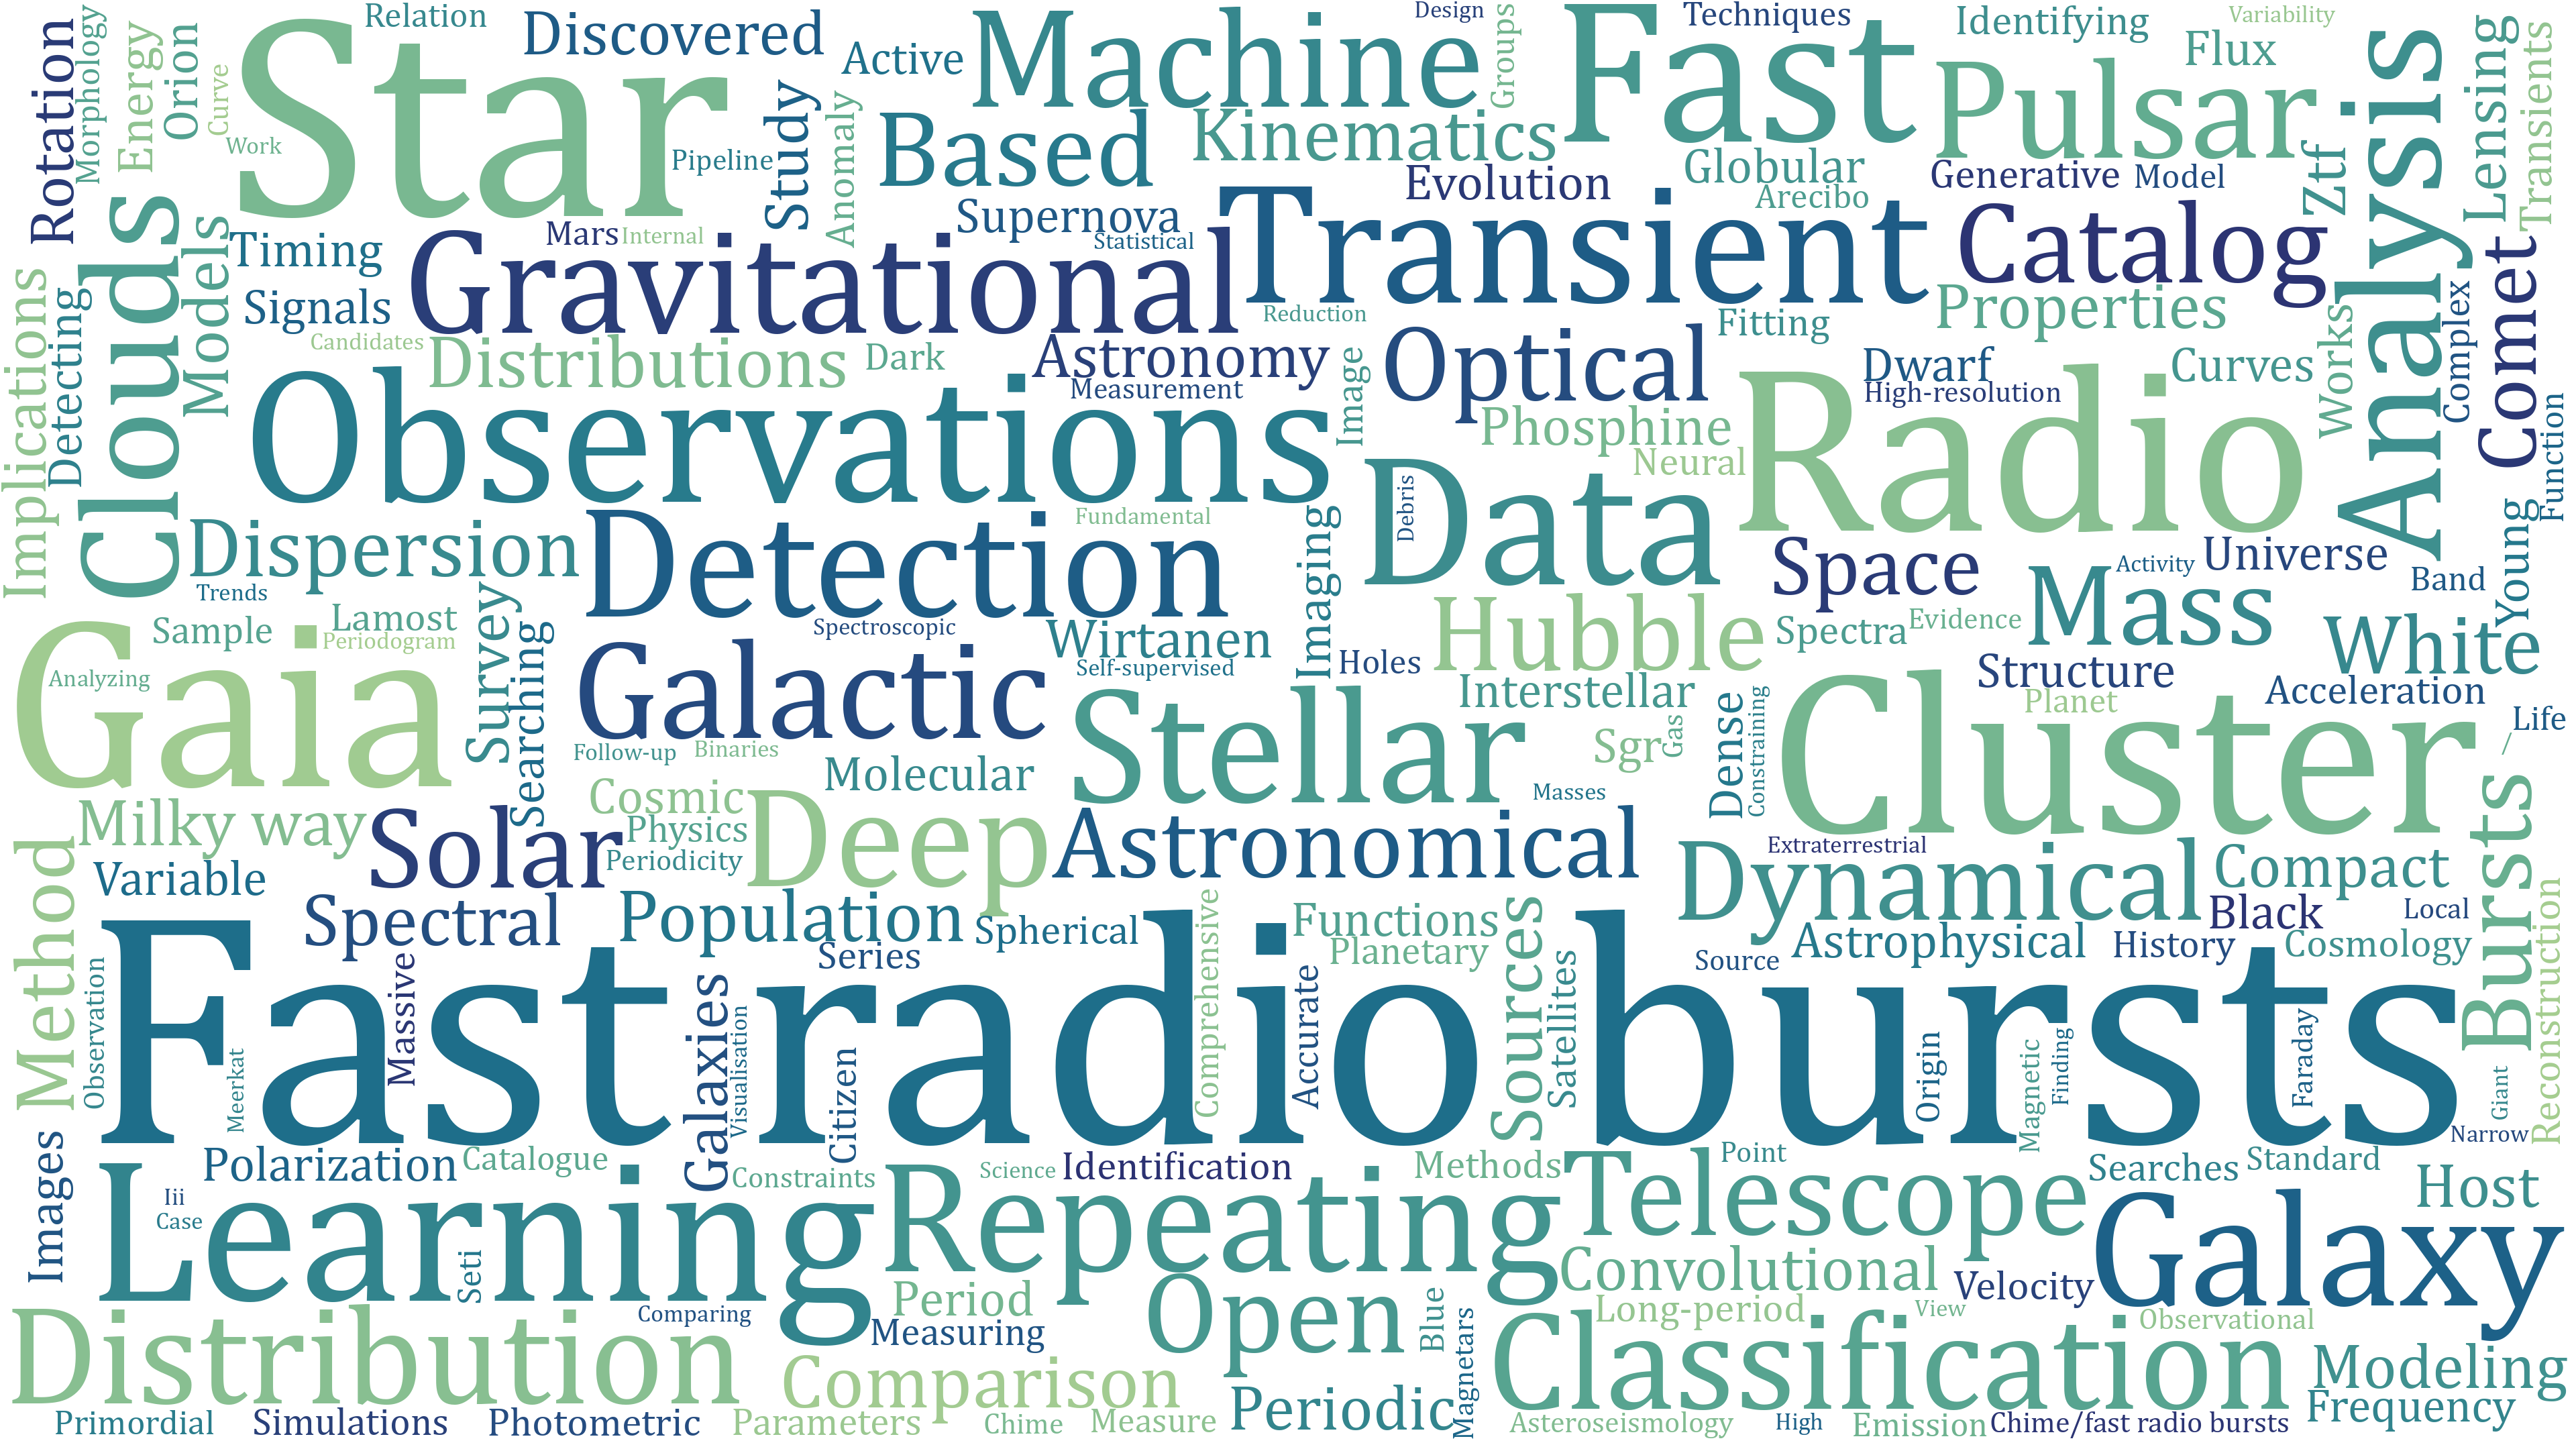 Relation
Discovered
Active
Machine
Design
Groups
Fast
Techniques
Identifying
Variability
Flux
Rotation
Morphology
Energy
Orion
Curve
Work
Star
Pipeline
Study
Anomaly
Based
Kinematics
Pulsar
Globular
Arecibo
Generative
Model
Ztf
Analysis
Lensing
Transients
Evolution
Supernova
Statistical
Transient
Catalog
Comet
Clouds
Models
Timing
Signals
Mars
Internal
Gravitational
Reduction
Properties
Fitting
Implications
Detecting
Candidates
Distributions
Dark
Astronomy
Measurement
Image
Optical
Dwarf
High-resolution
Curves
Works
Complex
Function
Observations
Phosphine
Neural
Radio
Dispersion
Detection
Fundamental
Imaging
Data
Debris
Space
Activity
Universe
Band
Young
Trends
Sample
Lamost
Periodogram
Survey
Searching
Spectroscopic
Wirtanen
Self-supervised
Holes
Hubble
Spectra
Evidence
Mass
White
Analyzing
Gaia
Galactic
Interstellar
Structure
Planet
Acceleration
Life
/
Follow-up
Binaries
Molecular
Stellar
Sgr
Gas
Dense
Constraining
Cluster
Masses
Milky way
Solar
Cosmic
Physics
Periodicity
Deep
Astronomical
Extraterrestrial
Dynamical
Compact
Bursts
Method
Variable
Spectral
Population
Spherical
Series
Comprehensive
Functions
Planetary
Sources
Source
Astrophysical
Black
History
Local
Cosmology
Reconstruction
Fast radio bursts
Observation
Meerkat
Massive
Galaxies
Visualisation
Citizen
Accurate
Satellites
Origin
Magnetic
Finding
Faraday
Giant
Narrow
Images
Polarization
Catalogue
Constraints
Science
Identification
Methods
Point
Searches
Standard
Host
Iii
Case
Learning
Seti
Repeating
Telescope
Galaxy
Period
Measuring
Comparing
Open
Blue
Magnetars
Convolutional
Long-period
View
Velocity
Observational
Distribution
Comparison
Periodic
Classification
Modeling
Frequency
Primordial
Simulations
Photometric
Parameters
Chime
Measure
Asteroseismology
High
Emission
Chime/fast radio bursts